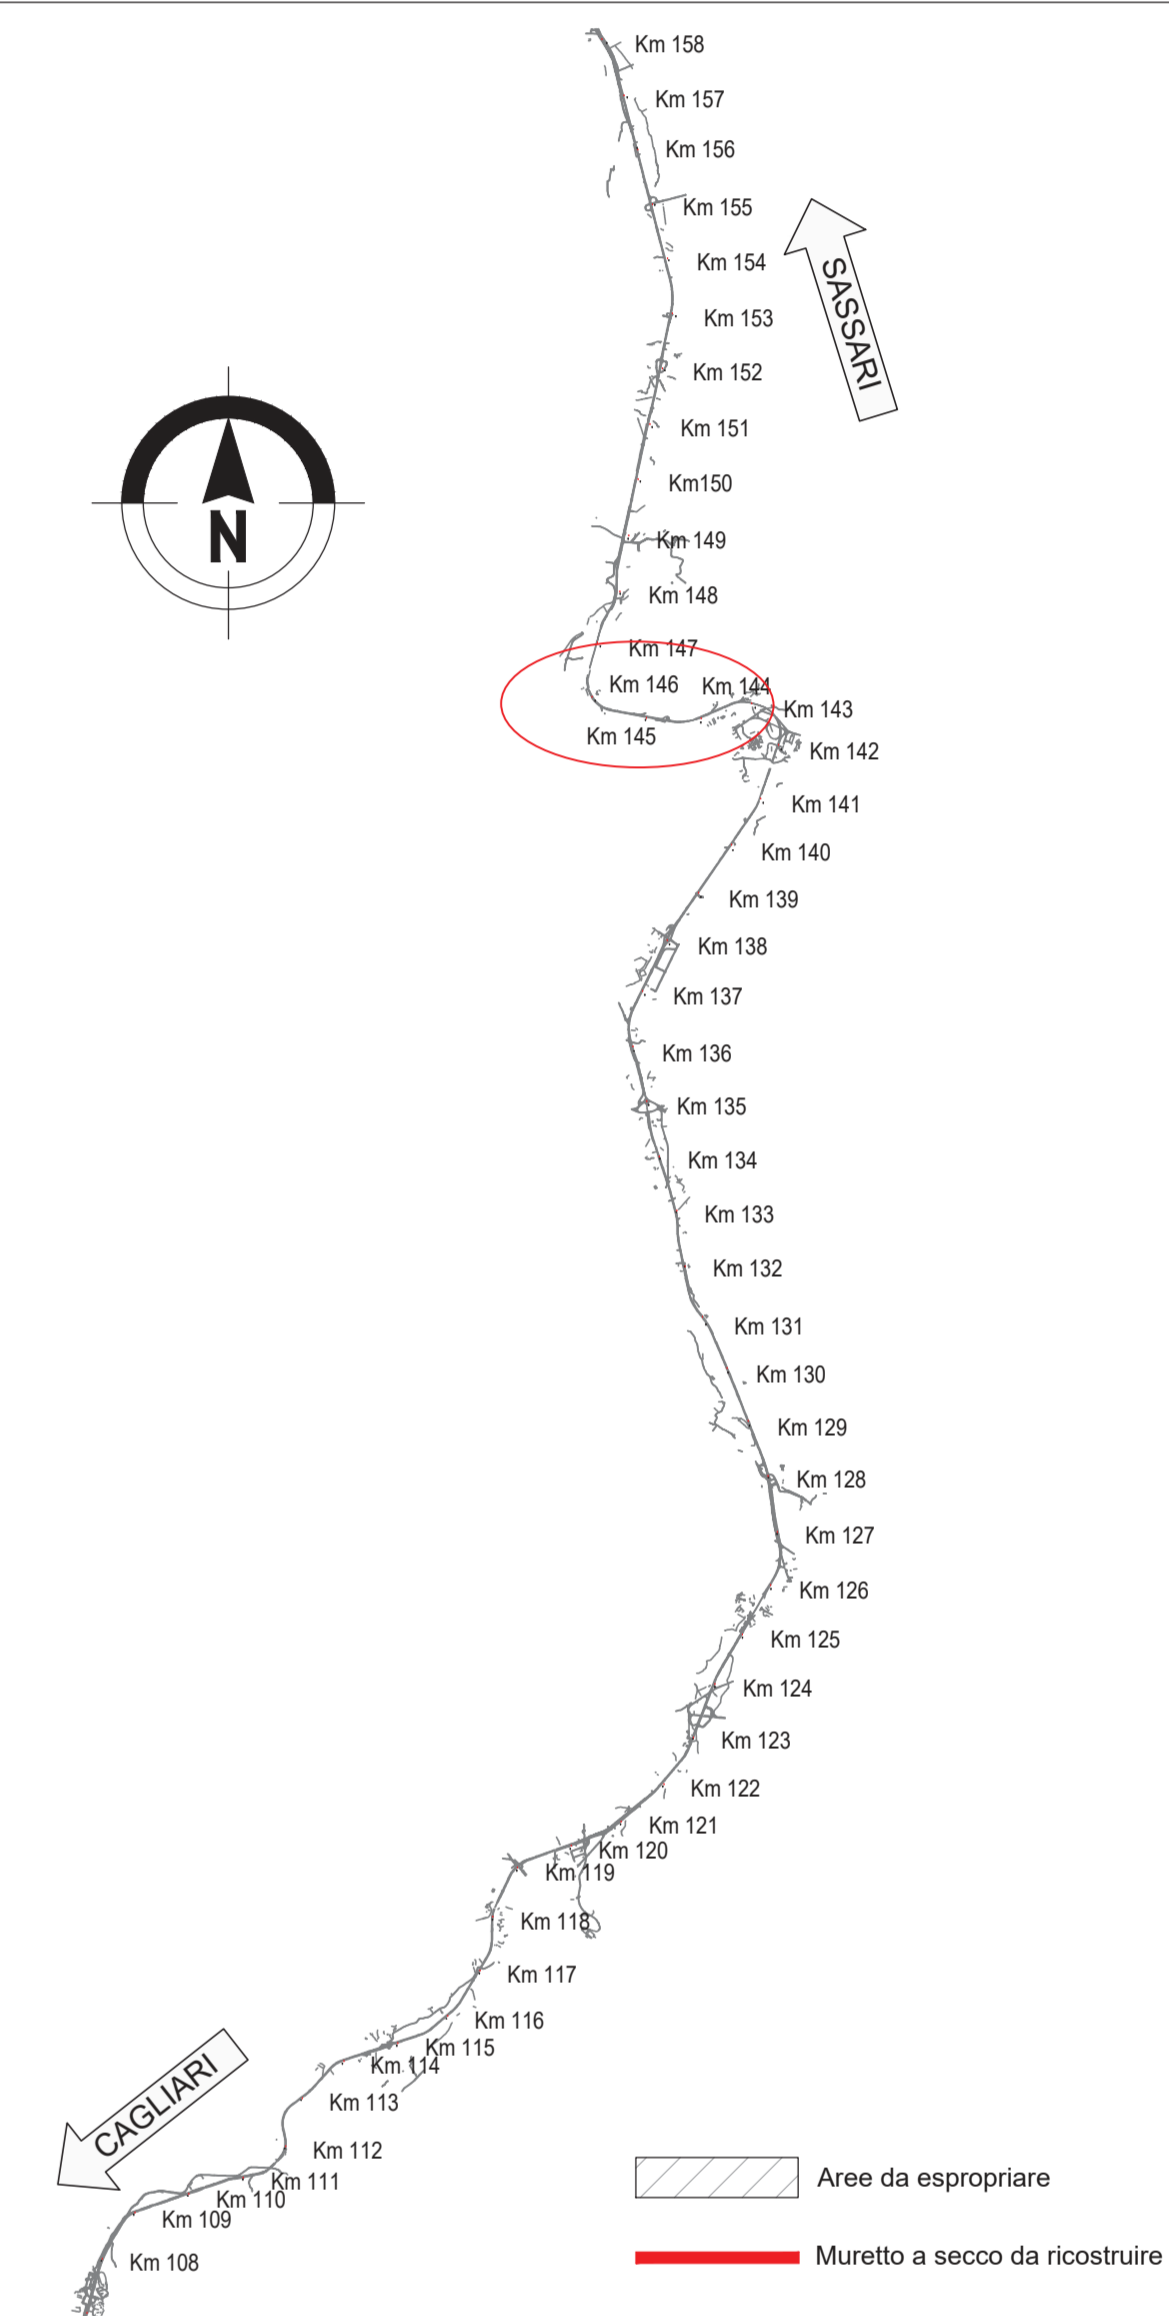 Km 158
Km 157
Km 156
Km 155
Km 154
SASSARI
Km 153
Km 152
Km 151
Km150
N
Km 149
Km 148
Km 147
Km 146
Km 144
Km 143
Km 145
Km 142
Km 141
Km 140
Km 139
Km 138
Km 137
Km 136
Km 135
Km 134
Km 133
Km 132
Km 131
Km 130
Km 129
Km 128
Km 127
Km 126
Km 125
Km 124
Km 123
Km 122
Km 121
Km 120
Km 119
Km 118
Km 117
Km 116
Km 115
Km 114
Km 113
CAGLIARI
Km 112
Km 111
Km 110
Km 109
Km 108
Aree da espropriare
Muretto a secco da ricostruire